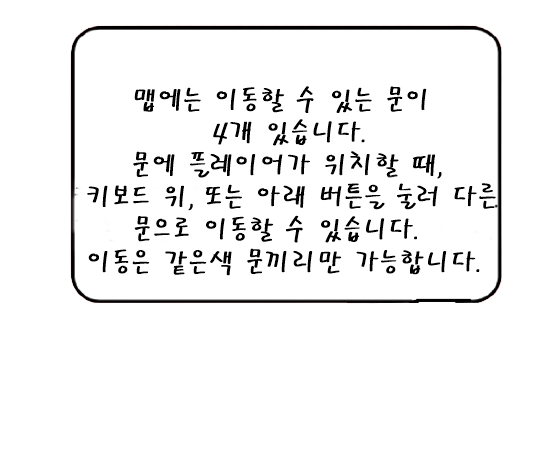 맵에는 이동할 수 있는 문이
4개 있습니다.
문에 플레이어가 위치할 때,
키보드 위, 또는 아래 버튼을 눌러 다른
문으로 이동할 수 있습니다.
이동은 같은색 문끼리만 가능합니다.